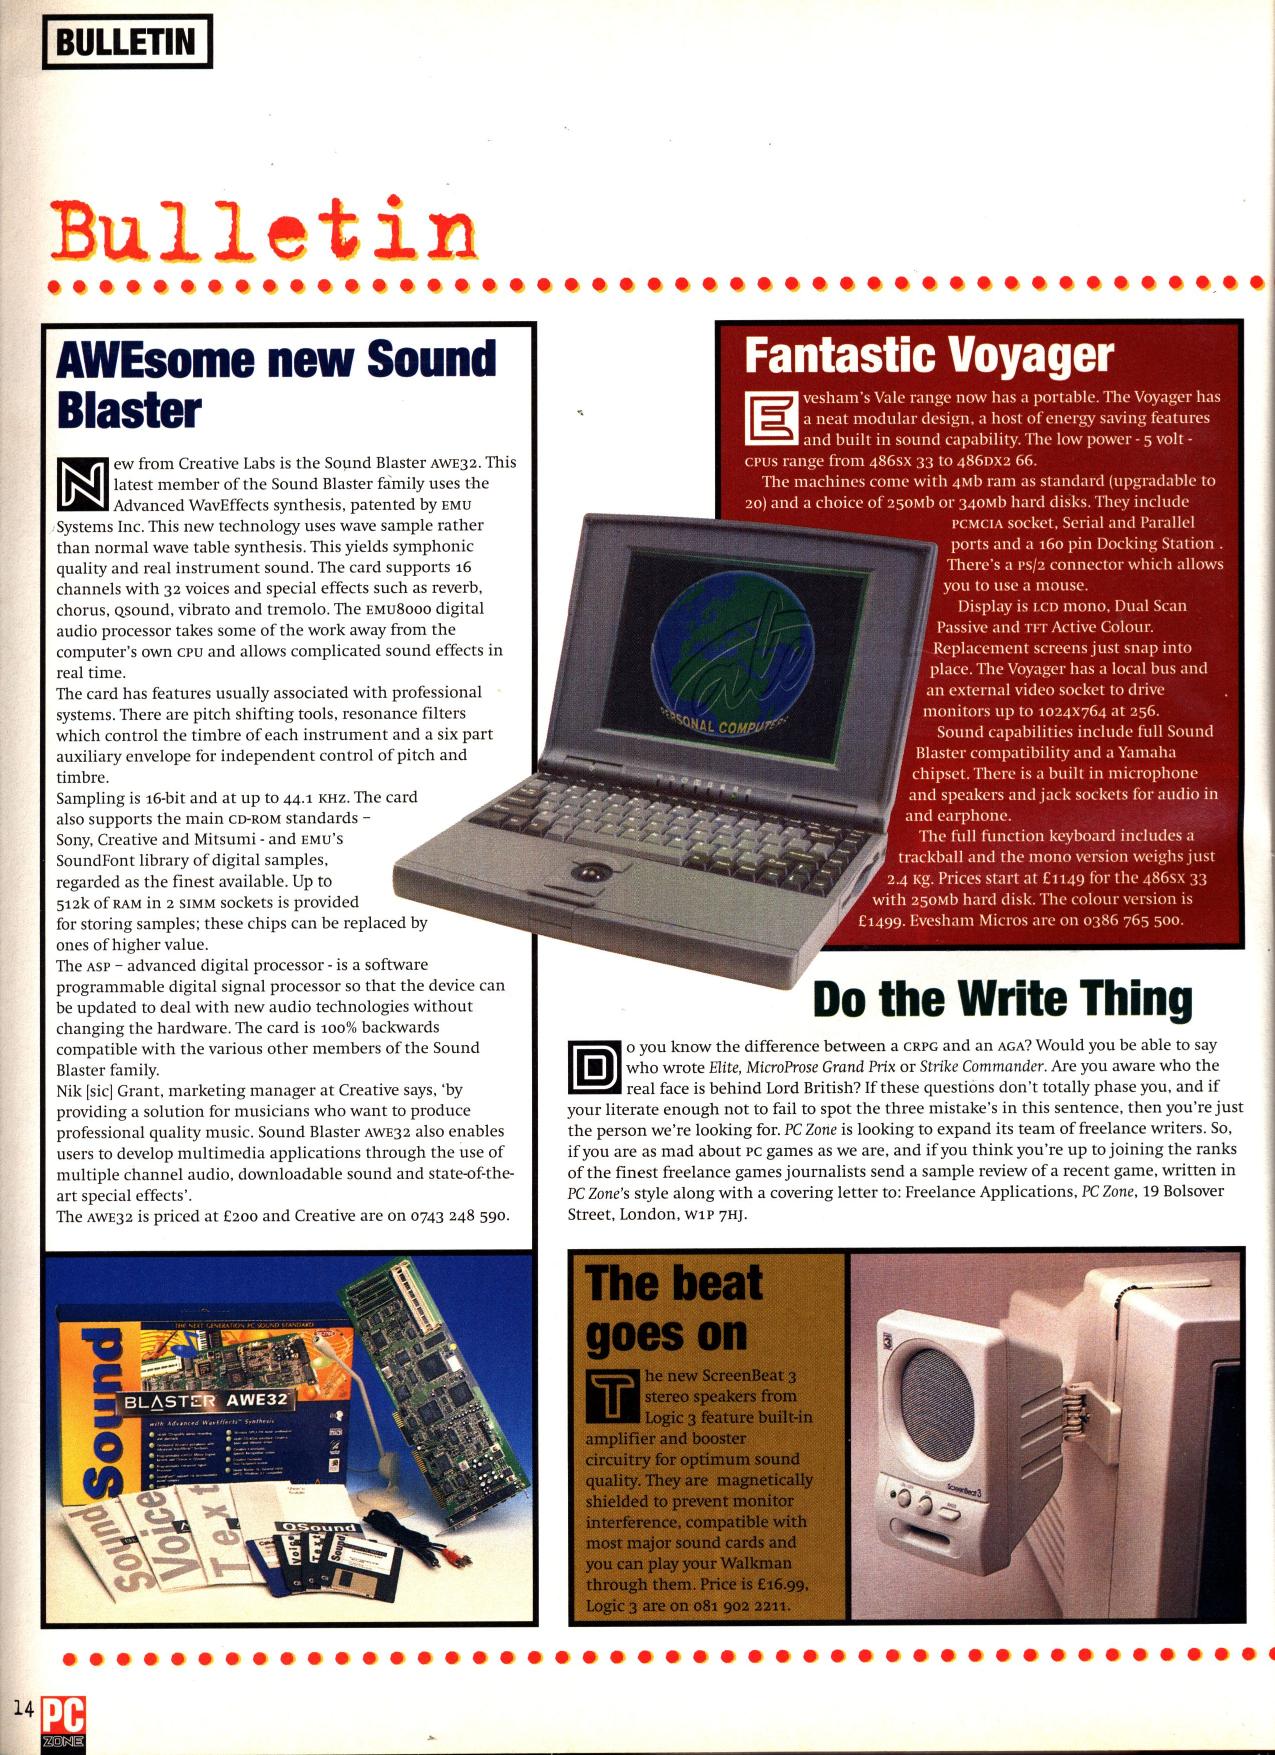 BULLETIN
Bulletin
AWEsome new Sound
Blaster
New from Creative Labs is the Sound Blaster AWE32. This
latest member of the Sound Blaster family uses the
Advanced WavEffects synthesis, patented by EMU
Systems Inc. This new technology uses wave sample rather
than normal wave table synthesis. This yields symphonic
quality and real instrument sound. The card supports 16
channels with 32 voices and special effects such as reverb,
chorus, QSound, vibrato and tremolo. The EMU8000 digital
audio processor takes some of the work away from the
computer's own CPU and allows complicated sound effects in
real time.
The card has features usually associated with professional
systems. There are pitch shifting tools, resonance filters
which control the timbre of each instrument and a six part
auxiliary envelope for independent control of pitch and
timbre.
Sampling is 16-bit and at up to 44.1 KHZ. The card
also supports the main CD-ROM standards –
Sony, Creative and Mitsumi - and EMU's
SoundFont library of digital samples,
regarded as the finest available. Up to
512k of RAM in 2 SIMM sockets is provided
for storing samples; these chips can be replaced by
ones of higher value.
The ASP – advanced digital processor - is a software
programmable digital signal processor so that the device can
be updated to deal with new audio technologies without
changing the hardware. The card is 100% backwards
compatible with the various other members of the Sound
Blaster family.
Nik [sic] Grant, marketing manager at Creative says, 'by
providing a solution for musicians who want to produce
professional quality music. Sound Blaster AWE32 also enables
users to develop multimedia applications through the use of
multiple channel audio, downloadable sound and state-of-the-
art special effects'.
The AWE32 is priced at £200 and Creative are on 0743 248 590.
THE NEXT GENERATION PC SOUND STANDARD
Sound
BLASTER AWE32
with Advanced WavEffects™ Synthesis
Sound
Voice
Text
QSound
Fantastic Voyager
Evesham's Vale range now has a portable. The Voyager has
a neat modular design, a host of energy saving features
and built in sound capability. The low power - 5 volt -
CPUs range from 486SX 33 to 486DX2 66.
The machines come with 4Mb ram as standard (upgradable to
20) and a choice of 250Mb or 340Mb hard disks. They include
PCMCIA socket, Serial and Parallel
ports and a 160 pin Docking Station .
There's a PS/2 connector which allows
you to use a mouse.
Display is LCD mono, Dual Scan
Passive and TFT Active Colour.
Replacement screens just snap into
place. The Voyager has a local bus and
an external video socket to drive
monitors up to 1024X764 at 256.
Sound capabilities include full Sound
Blaster compatibility and a Yamaha
chipset. There is a built in microphone
and speakers and jack sockets for audio in
and earphone.
The full function keyboard includes a
trackball and the mono version weighs just
2.4 Kg. Prices start at £1149 for the 486SX 33
with 250Mb hard disk. The colour version is
£1499. Evesham Micros are on 0386 765 500.
PERSONAL COMPUTERS
Do the Write Thing
Do you know the difference between a CRPG and an AGA? Would you be able to say
who wrote Elite, MicroProse Grand Prix or Strike Commander. Are you aware who the
real face is behind Lord British? If these questions don't totally phase you, and if
your literate enough not to fail to spot the three mistake's in this sentence, then you're just
the person we're looking for. PC Zone is looking to expand its team of freelance writers. So,
if you are as mad about PC games as we are, and if you think you're up to joining the ranks
of the finest freelance games journalists send a sample review of a recent game, written in
PC Zone's style along with a covering letter to: Freelance Applications, PC Zone, 19 Bolsover
Street, London, W1P 7HJ.
The beat
goes on
The new ScreenBeat 3
stereo speakers from
Logic 3 feature built-in
amplifier and booster
circuitry for optimum sound
quality. They are magnetically
shielded to prevent monitor
interference, compatible with
most major sound cards and
you can play your Walkman
through them. Price is £16.99,
Logic 3 are on 081 902 2211.
ScreenBeat 3
14
PC
ZONE